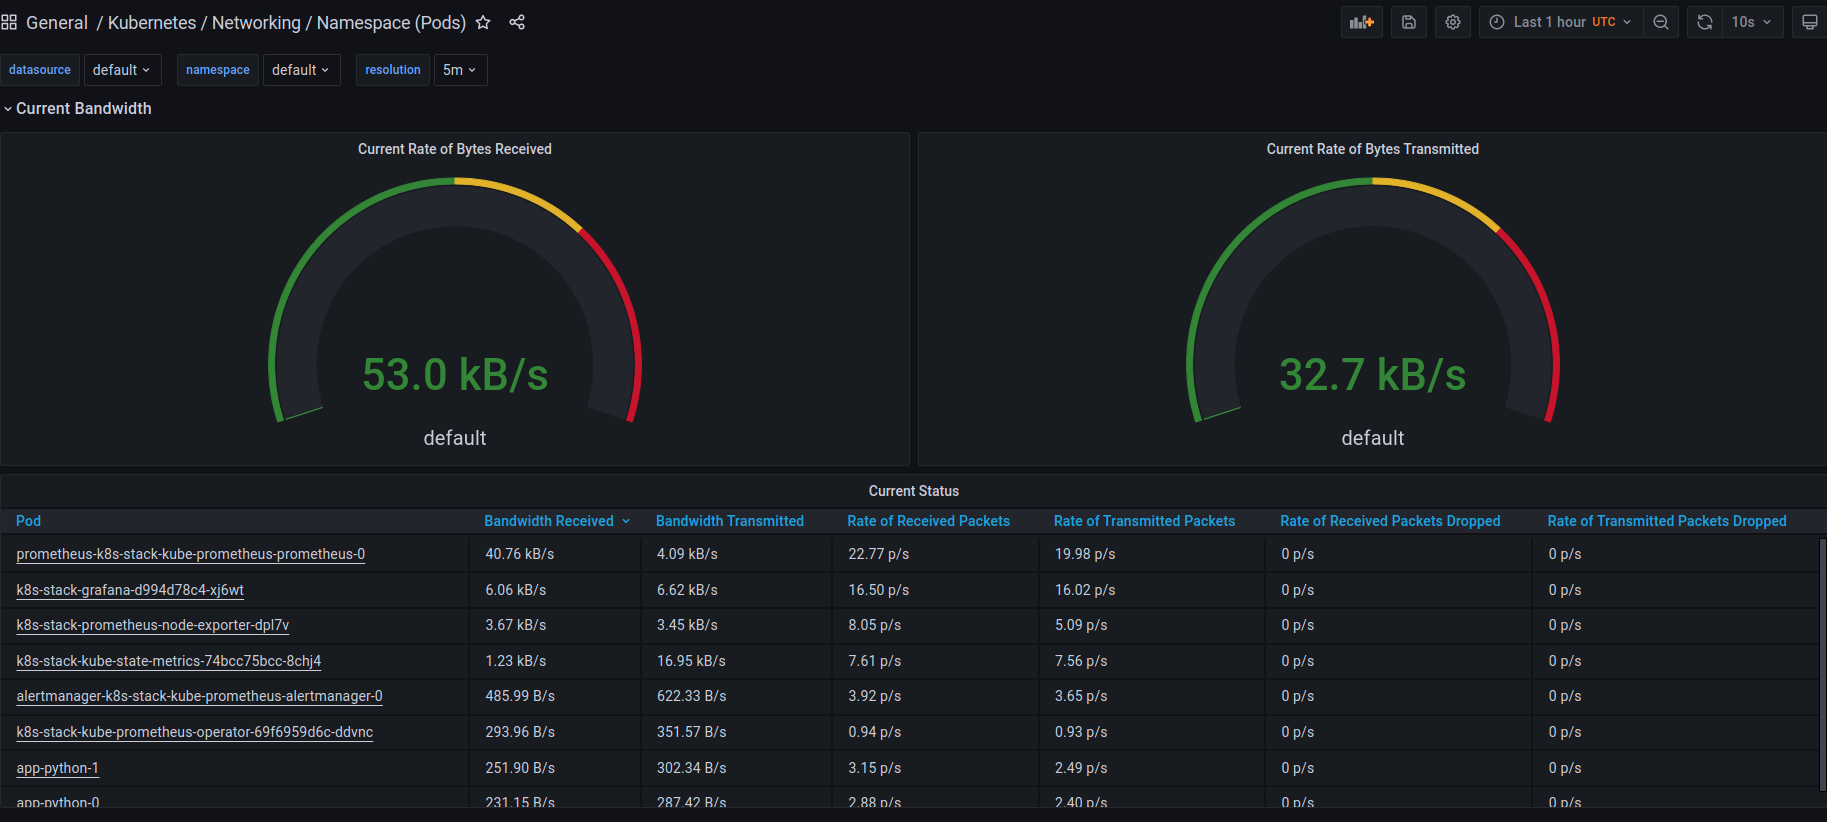 General / Kubernetes / Networking / Namespace (Pods)
Last 1 hour UTC
10s
datasource default namespace default resolution 5m
Current Bandwidth
Current Rate of Bytes Received
53.0 kB/s
default
Current Rate of Bytes Transmitted
32.7 kB/s
default
Current Status
Pod Bandwidth Received Bandwidth Transmitted Rate of Received Packets Rate of Transmitted Packets Rate of Received Packets Dropped Rate of Transmitted Packets Dropped
prometheus-k8s-stack-kube-prometheus-prometheus-0 40.76 kB/s 4.09 kB/s 22.77 p/s 19.98 p/s 0 p/s 0 p/s
k8s-stack-grafana-d994d78c4-xj6wt 6.06 kB/s 6.62 kB/s 16.50 p/s 16.02 p/s 0 p/s 0 p/s
k8s-stack-prometheus-node-exporter-dpl7v 3.67 kB/s 3.45 kB/s 8.05 p/s 5.09 p/s 0 p/s 0 p/s
k8s-stack-kube-state-metrics-74bcc75bcc-8chj4 1.23 kB/s 16.95 kB/s 7.61 p/s 7.56 p/s 0 p/s 0 p/s
alertmanager-k8s-stack-kube-prometheus-alertmanager-0 485.99 B/s 622.33 B/s 3.92 p/s 3.65 p/s 0 p/s 0 p/s
k8s-stack-kube-prometheus-operator-69f6959d6c-ddvnc 293.96 B/s 351.57 B/s 0.94 p/s 0.93 p/s 0 p/s 0 p/s
app-python-1 251.90 B/s 302.34 B/s 3.15 p/s 2.49 p/s 0 p/s 0 p/s
app-python-0 231.15 B/s 287.42 B/s 2.88 p/s 2.40 p/s 0 p/s 0 p/s